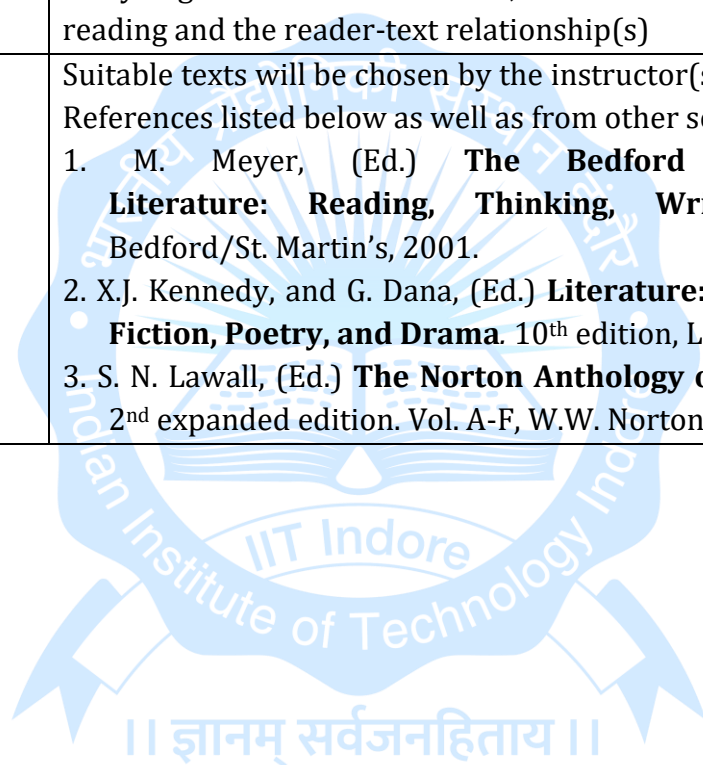 reading and the reader-text relationship(s)
Suitable texts will be chosen by the instructor(s
References listed below as well as from other s
1. M. Meyer, (Ed.) The Bedford
Literature: Reading, Thinking, Wri
Bedford/St. Martin’s, 2001.
2. X.J. Kennedy, and G. Dana, (Ed.) Literature:
Fiction, Poetry, and Drama. 10th edition, L
3. S. N. Lawall, (Ed.) The Norton Anthology o
2nd expanded edition. Vol. A-F, W.W. Norton
भारतीय प्रौद्योगिकी संस्थान इंदौर
Indian Institute of Technology Indore
IIT Indore
।। ज्ञानम् सर्वजनहिताय ।।